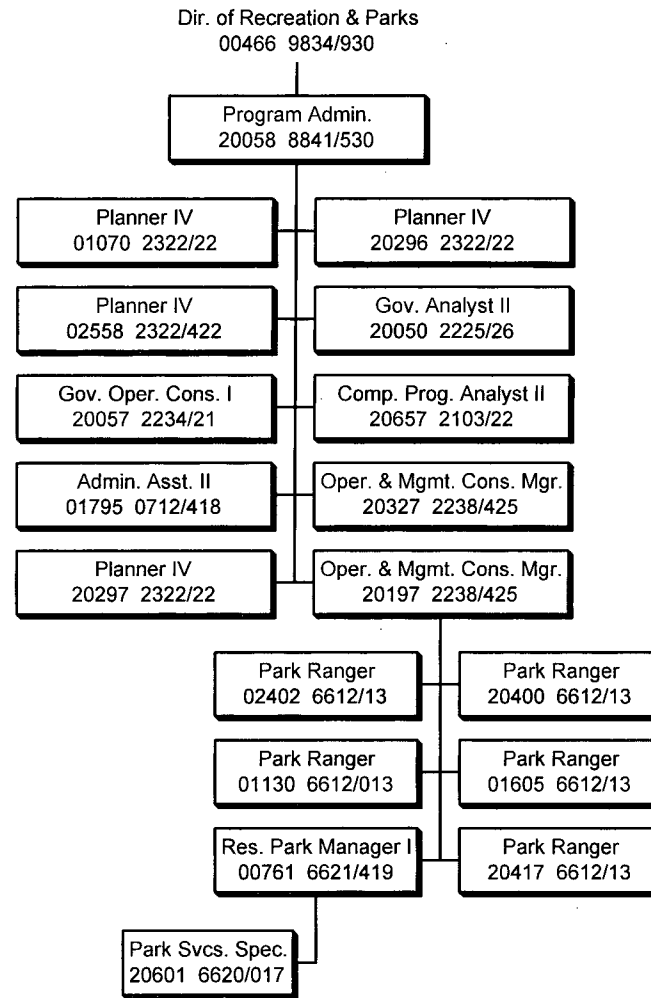 Dir. of Recreation & Parks
00466 9834/930
Program Admin.
20058 8841/530
Planner IV
01070 2322/22
Planner IV
20296 2322/22
Planner IV
02558 2322/422
Gov. Analyst II
20050 2225/26
Gov. Oper. Cons. I
20057 2234/21
Comp. Prog. Analyst II
20657 2103/22
Admin. Asst. II
01795 0712/418
Oper. & Mgmt. Cons. Mgr.
20327 2238/425
Planner IV
20297 2322/22
Oper. & Mgmt. Cons. Mgr.
20197 2238/425
Park Ranger
02402 6612/13
Park Ranger
20400 6612/13
Park Ranger
01130 6612/013
Park Ranger
01605 6612/13
Res. Park Manager I
00761 6621/419
Park Ranger
20417 6612/13
Park Svcs. Spec.
20601 6620/017